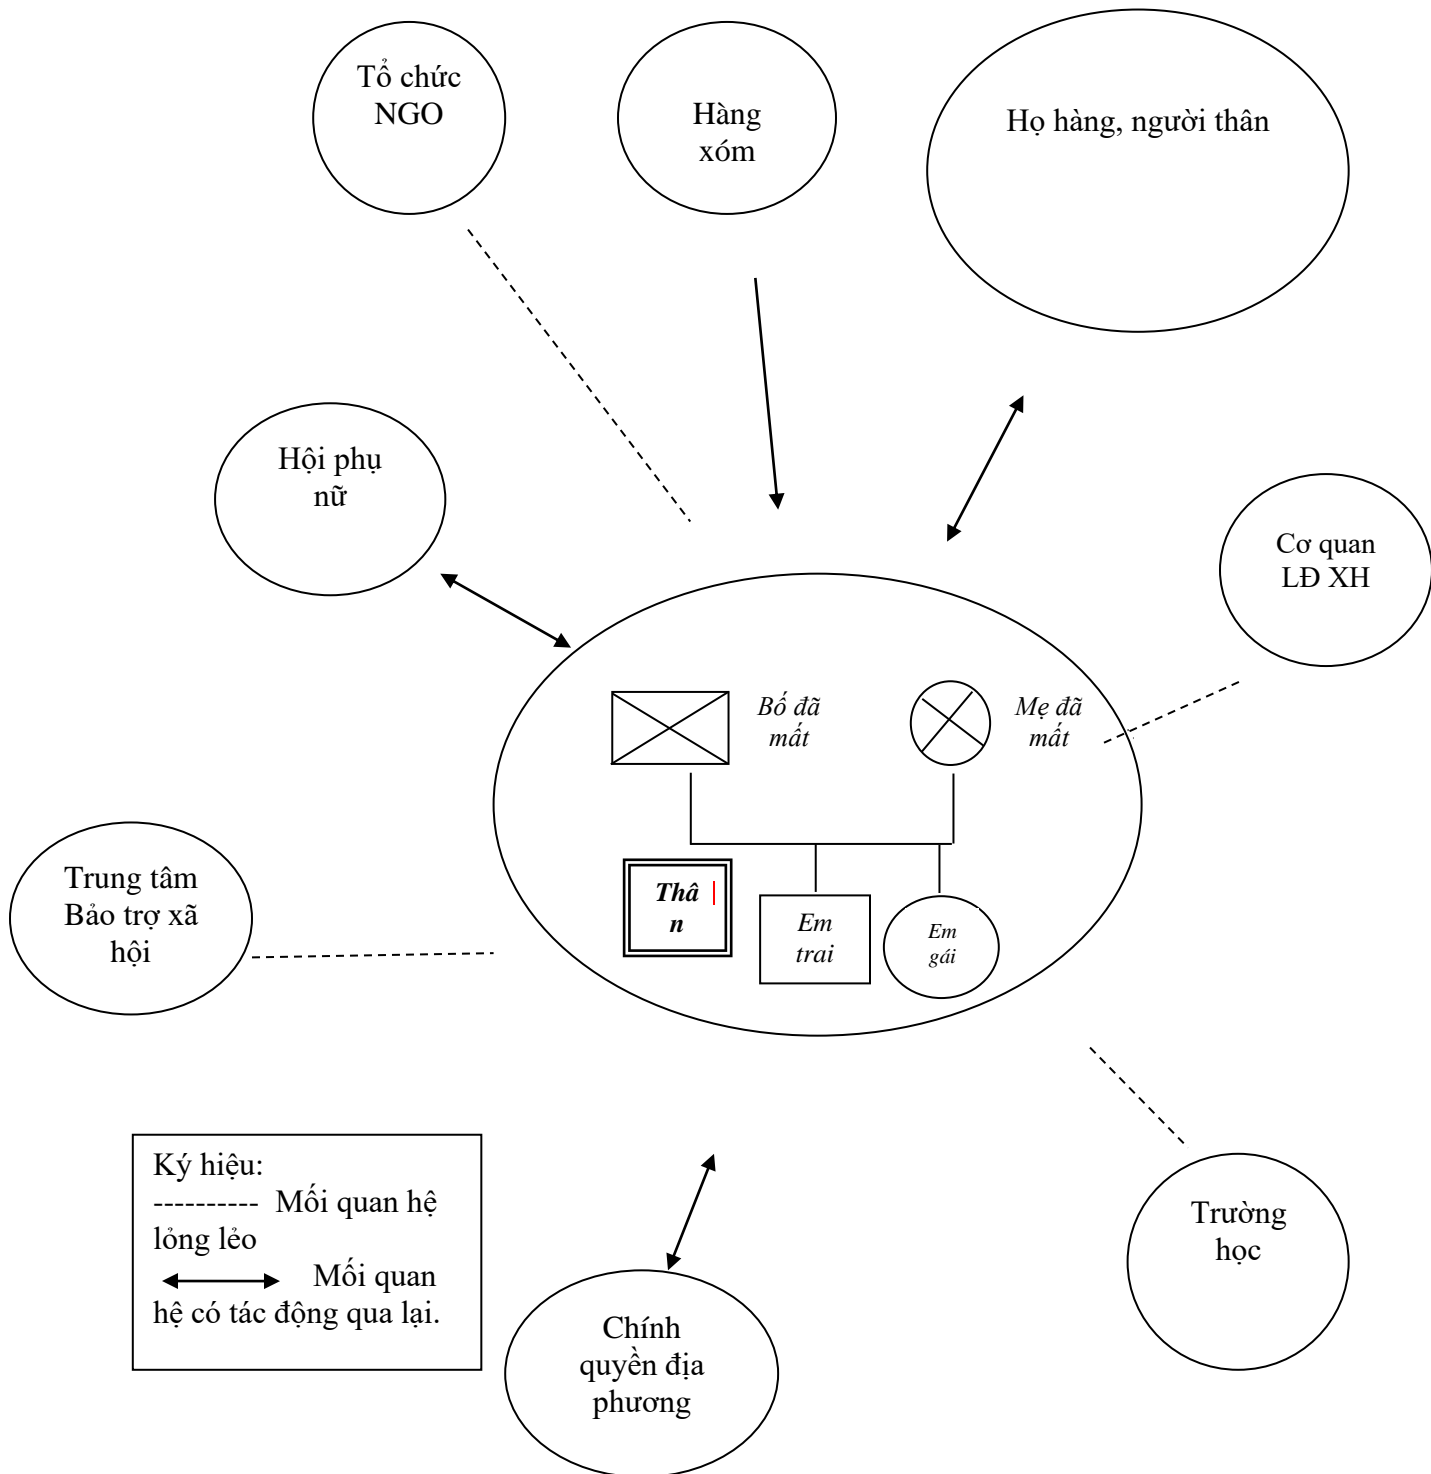 Tổ chức
NGO
Hàng
xóm
Họ hàng, người thân
Hội phụ
nữ
Cơ quan
LĐ XH
Bố đã
mất
Mẹ đã
mất
Thâ
n
Em
trai
Em
gái
Trung tâm
Bảo trợ xã
hội
Ký hiệu:
---------- Mối quan hệ
lỏng lẻo
Mối quan
hệ có tác động qua lại.
Trường
học
Chính
quyền địa
phương